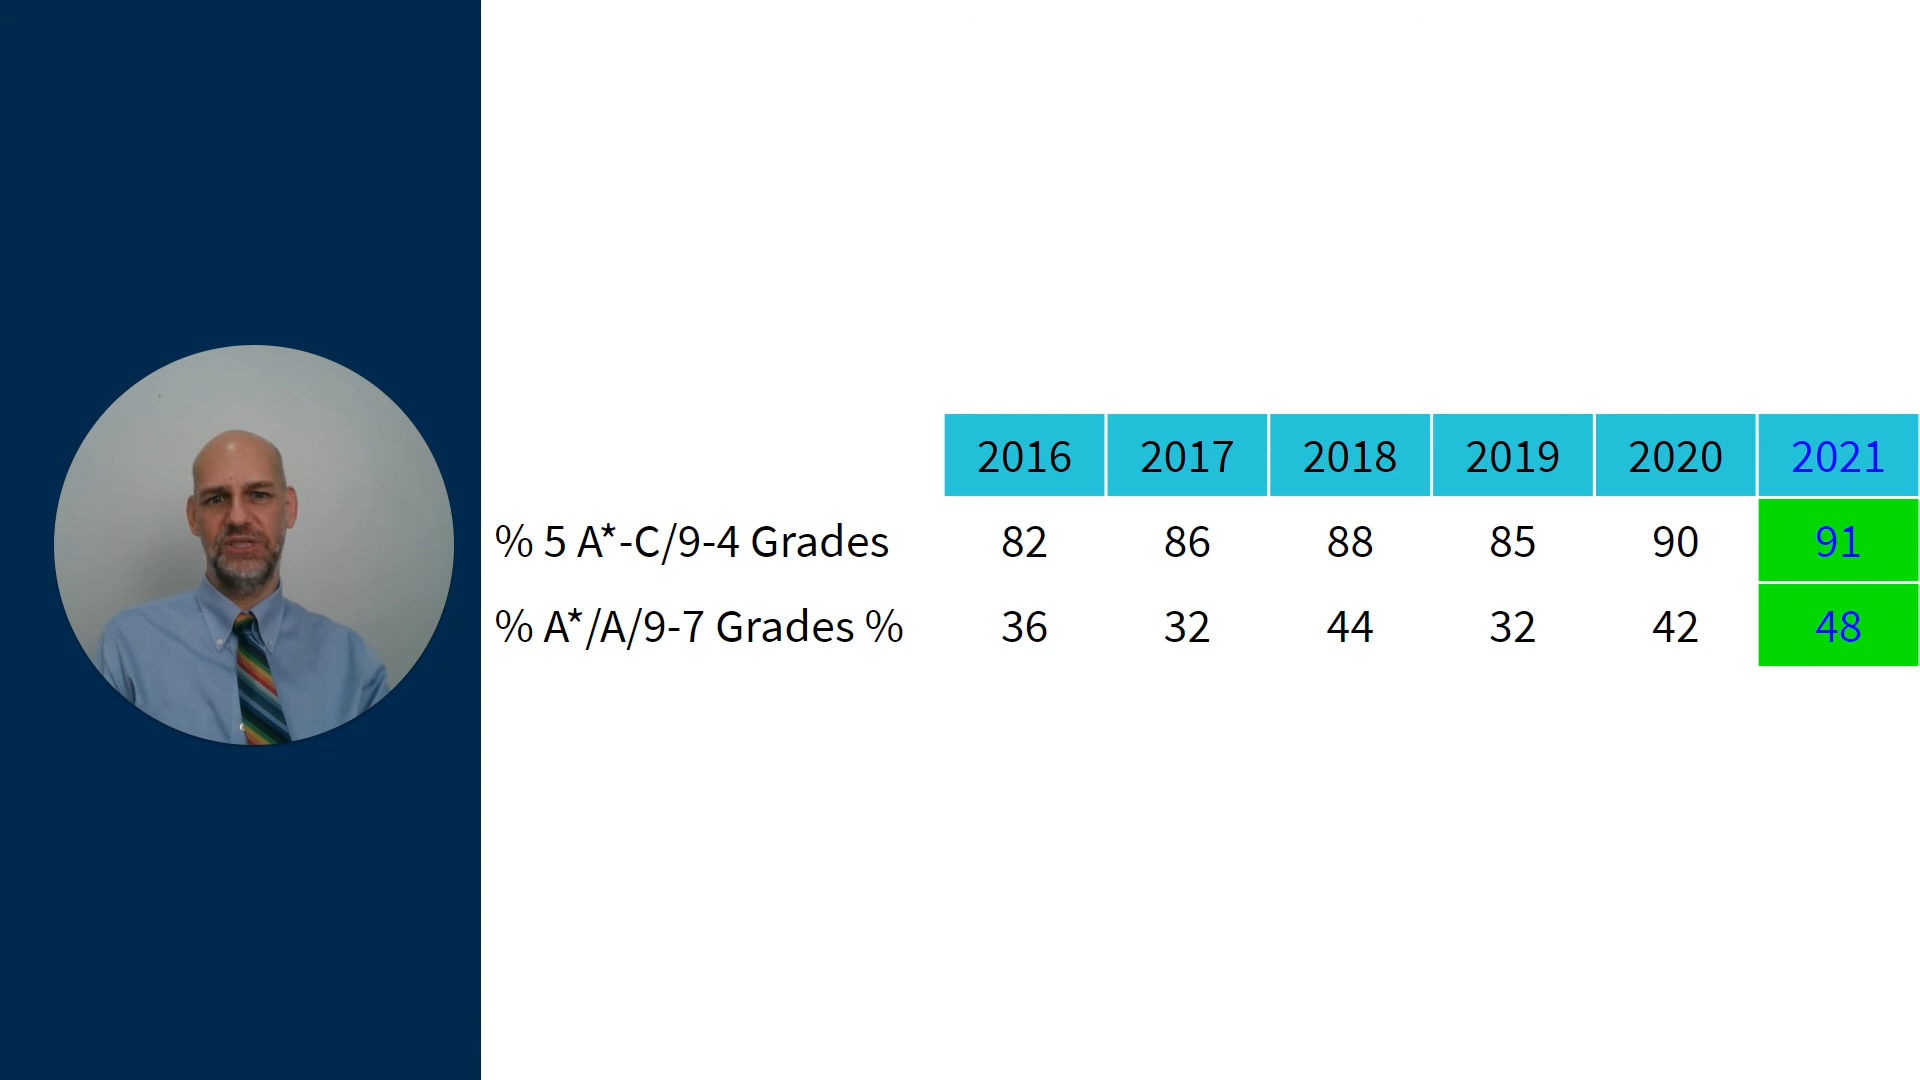 2016 2017 2018 2019 2020 2021
% 5 A*-C/9-4 Grades 82 86 88 85 90 91
% A*/A/9-7 Grades % 36 32 44 32 42 48